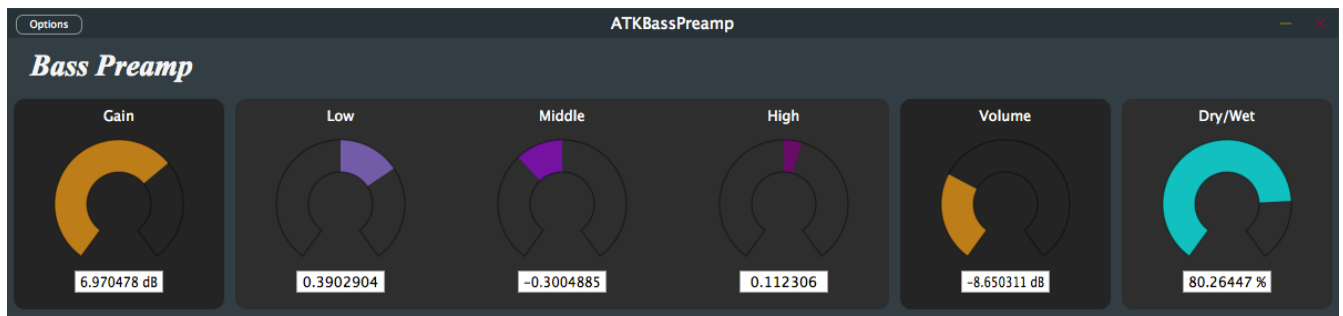 Options
ATKBassPreamp
Bass Preamp
Gain
Low
Middle
High
Volume
Dry/Wet
6.970478 dB
0.3902904
-0.3004885
0.112306
-8.650311 dB
80.26447 %